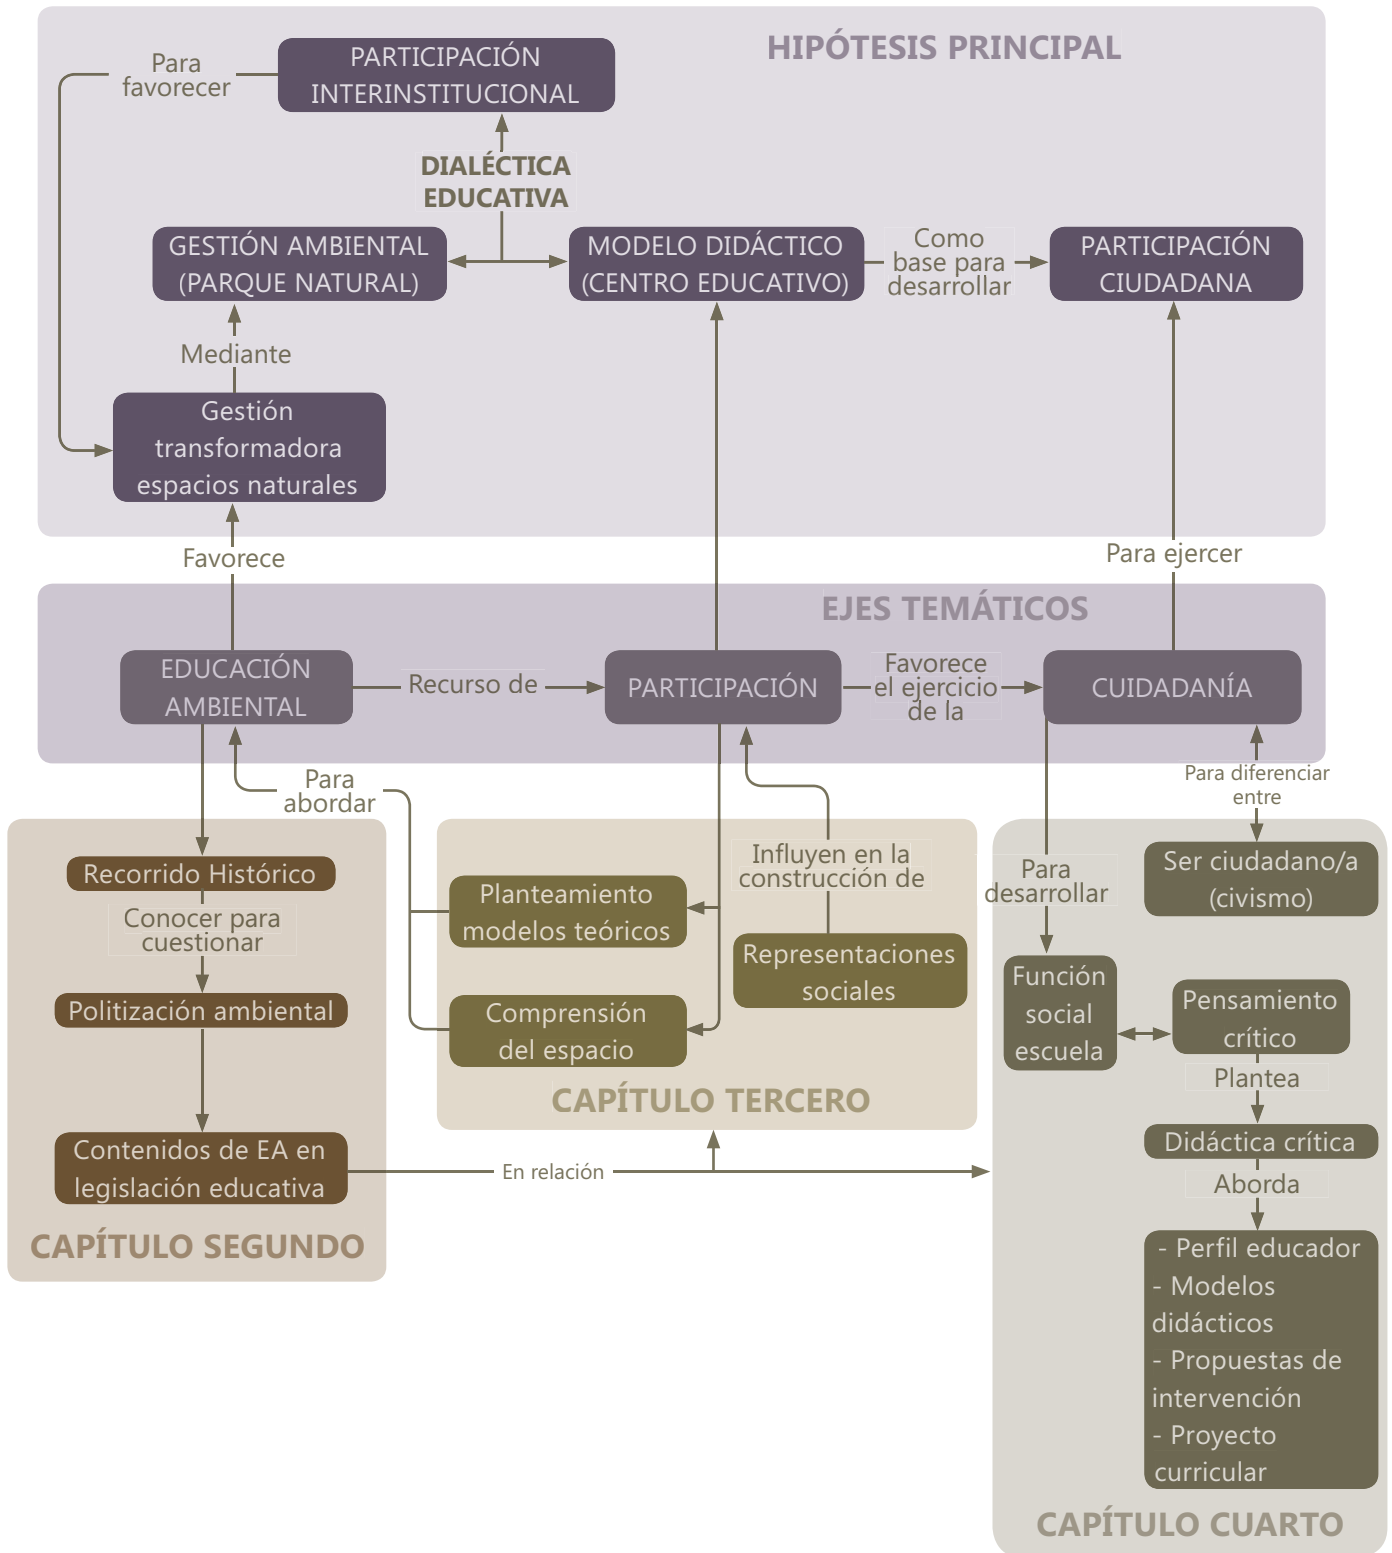 HIPÓTESIS PRINCIPAL
PARTICIPACIÓN
INTERINSTITUCIONAL
Para
favorecer
DIALÉCTICA
EDUCATIVA
GESTIÓN AMBIENTAL
(PARQUE NATURAL)
MODELO DIDÁCTICO
(CENTRO EDUCATIVO)
Como
base para
desarrollar
PARTICIPACIÓN
CIUDADANA
Mediante
Gestión
transformadora
espacios naturales
Favorece
Para ejercer
EJES TEMÁTICOS
EDUCACIÓN
AMBIENTAL
Recurso de
PARTICIPACIÓN
Favorece
el ejercicio
de la
CUIDADANÍA
Para
abordar
Para diferenciar
entre
Recorrido Histórico
Conocer para
cuestionar
Politización ambiental
Contenidos de EA en
legislación educativa
CAPÍTULO SEGUNDO
En relación
Planteamiento
modelos teóricos
Influyen en la
construcción de
Representaciones
sociales
Comprensión
del espacio
CAPÍTULO TERCERO
Para
desarrollar
Ser ciudadano/a
(civismo)
Función
social
escuela
Pensamiento
crítico
Plantea
Didáctica crítica
Aborda
- Perfil educador
- Modelos
didácticos
- Propuestas de
intervención
- Proyecto
curricular
CAPÍTULO CUARTO